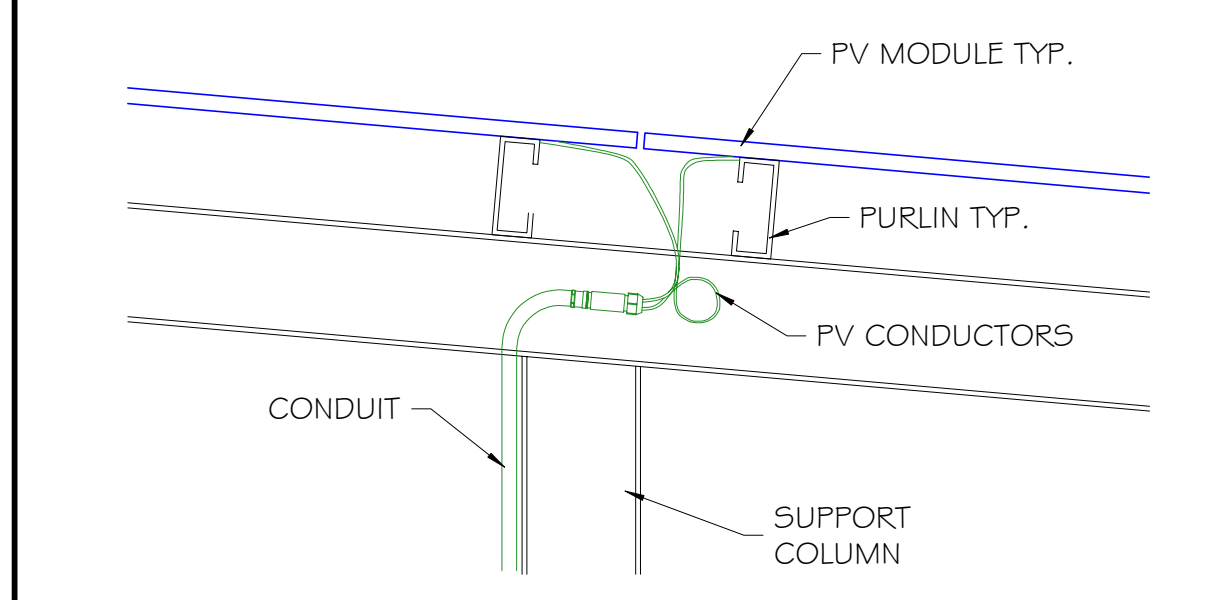 PV MODULE TYP.
PURLIN TYP.
PV CONDUCTORS
CONDUIT
SUPPORT
COLUMN